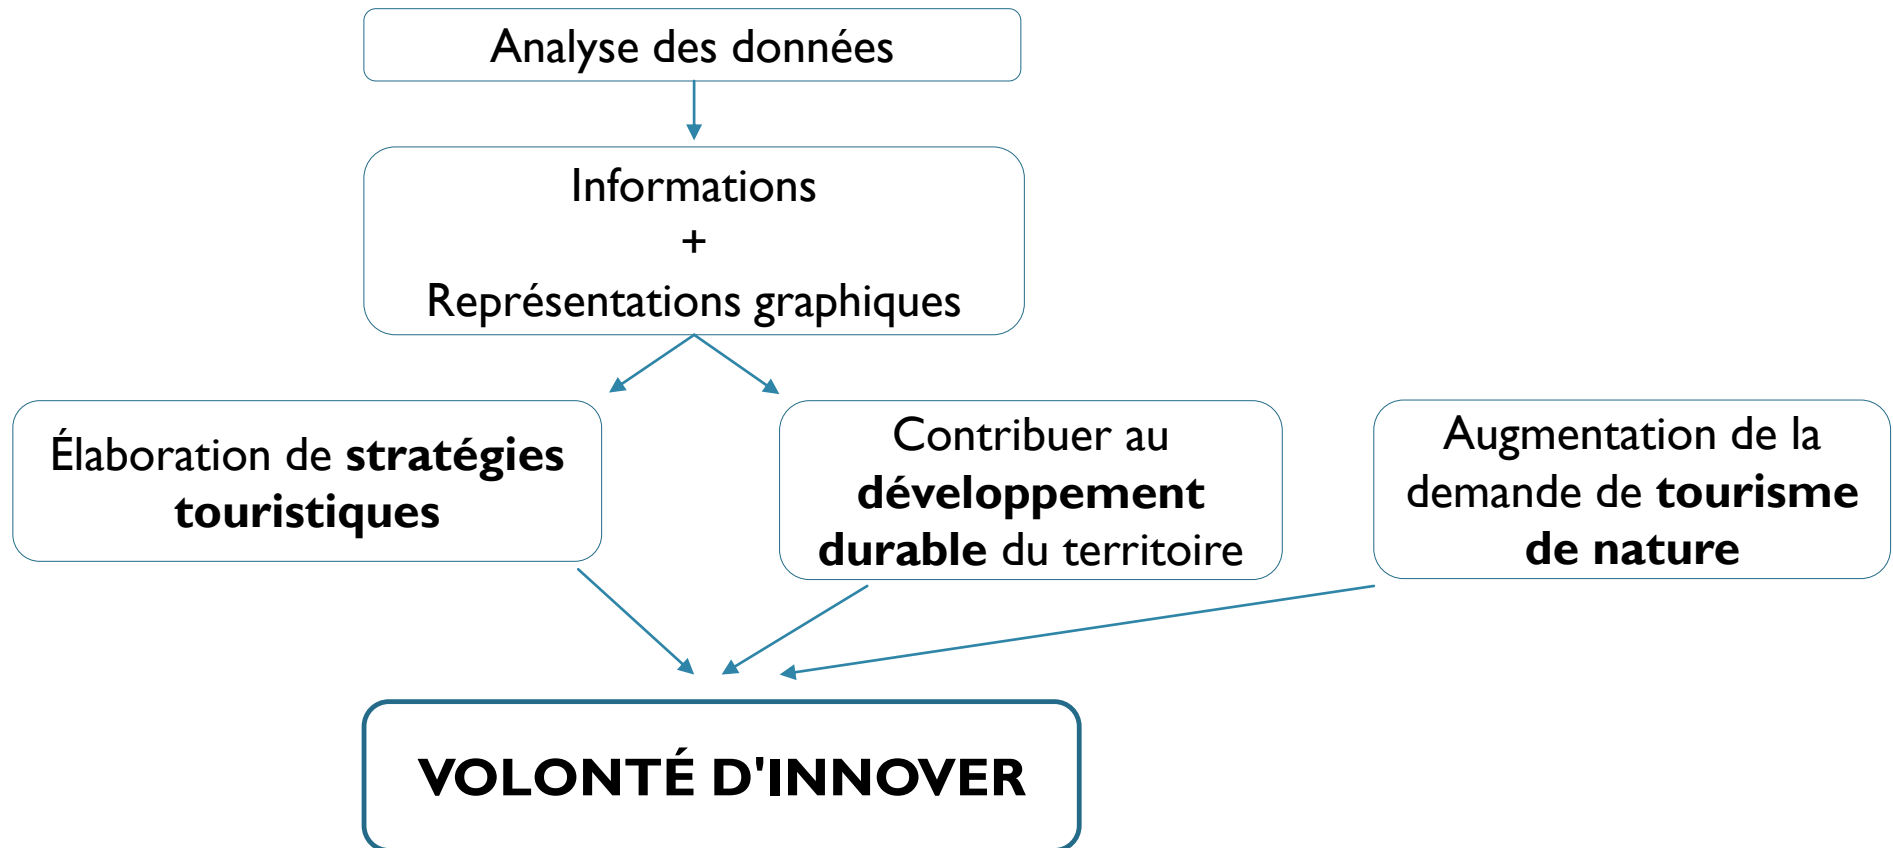 Analyse des données
Informations
+
Représentations graphiques
Élaboration de stratégies
touristiques
Contribuer au
développement
durable du territoire
Augmentation de la
demande de tourisme
de nature
VOLONTÉ D'INNOVER